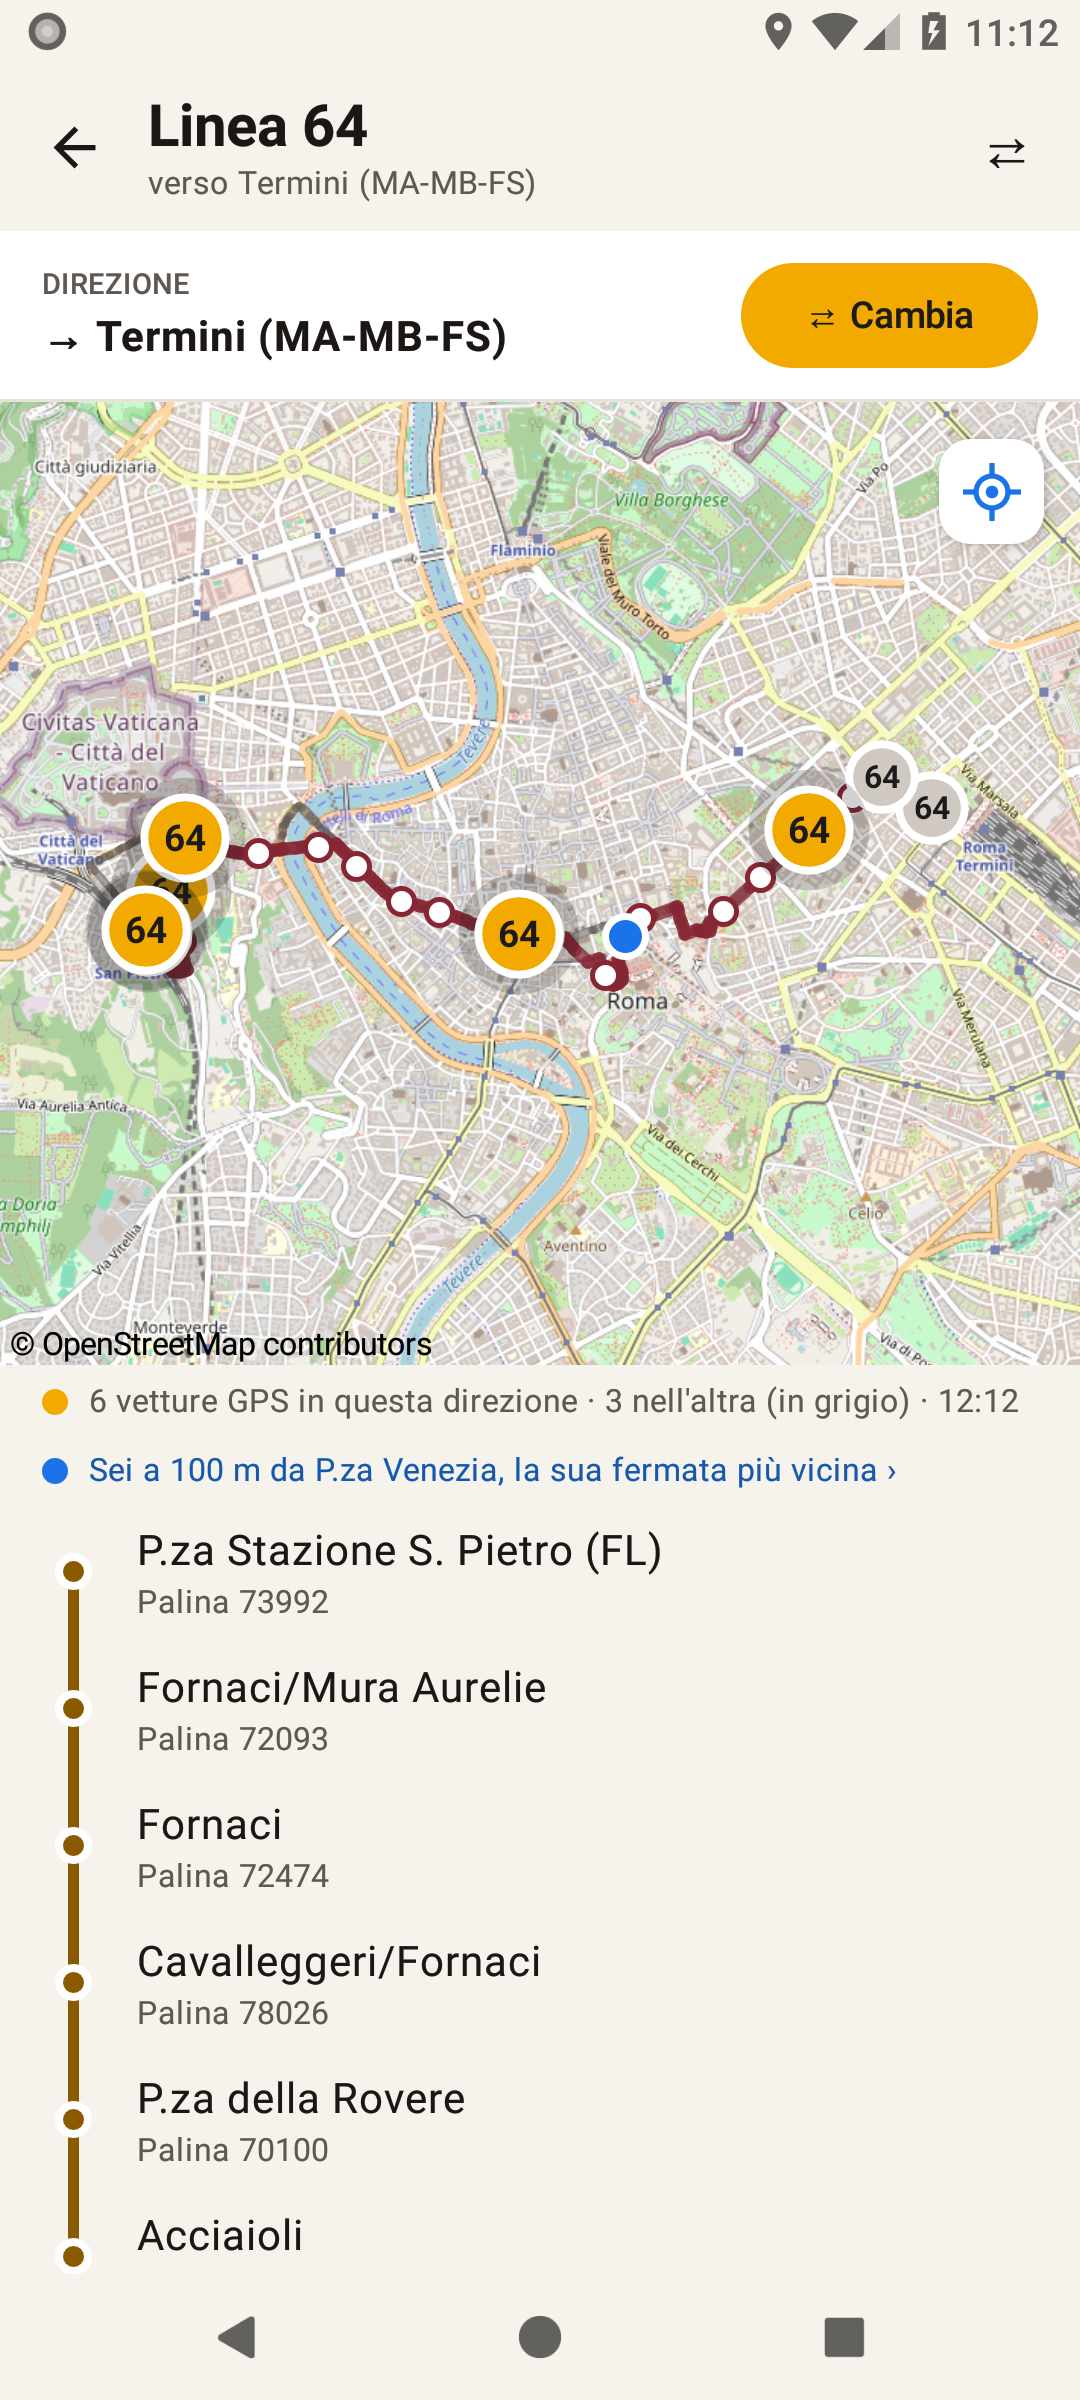 11:12
Linea 64
verso Termini (MA-MB-FS)
DIREZIONE
→ Termini (MA-MB-FS)
⇄ Cambia
Città giudiziaria
Villa Borghese
Via Po
Flaminio
Viale del Muro Torto
Civitas Vaticana
- Città del
Vaticano
Tevere
Via Marsala
64
64
64
64
Roma
Termini
Città del
Vaticano
64
64
64
Roma
Via Merulana
Via Aurelia Antica
Via dei Cerchi
a Doria
mphilj
Celio
Via Vitellia
Aventino
Tevere
Monteverde
© OpenStreetMap contributors
6 vetture GPS in questa direzione · 3 nell'altra (in grigio) · 12:12
Sei a 100 m da P.za Venezia, la sua fermata più vicina ›
P.za Stazione S. Pietro (FL)
Palina 73992
Fornaci/Mura Aurelie
Palina 72093
Fornaci
Palina 72474
Cavalleggeri/Fornaci
Palina 78026
P.za della Rovere
Palina 70100
Acciaioli